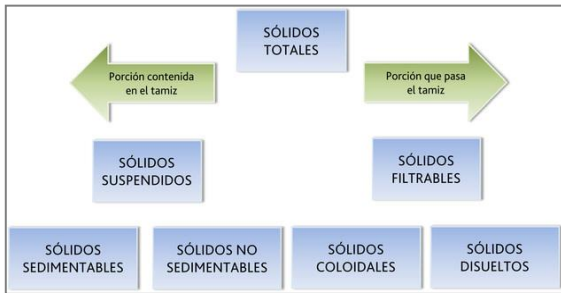 SÓLIDOS
TOTALES
Porción contenida
en el tamiz
Porción que pasa
el tamiz
SÓLIDOS
SUSPENDIDOS
SÓLIDOS
FILTRABLES
SÓLIDOS
SEDIMENTABLES
SÓLIDOS NO
SEDIMENTABLES
SÓLIDOS
COLOIDALES
SÓLIDOS
DISUELTOS